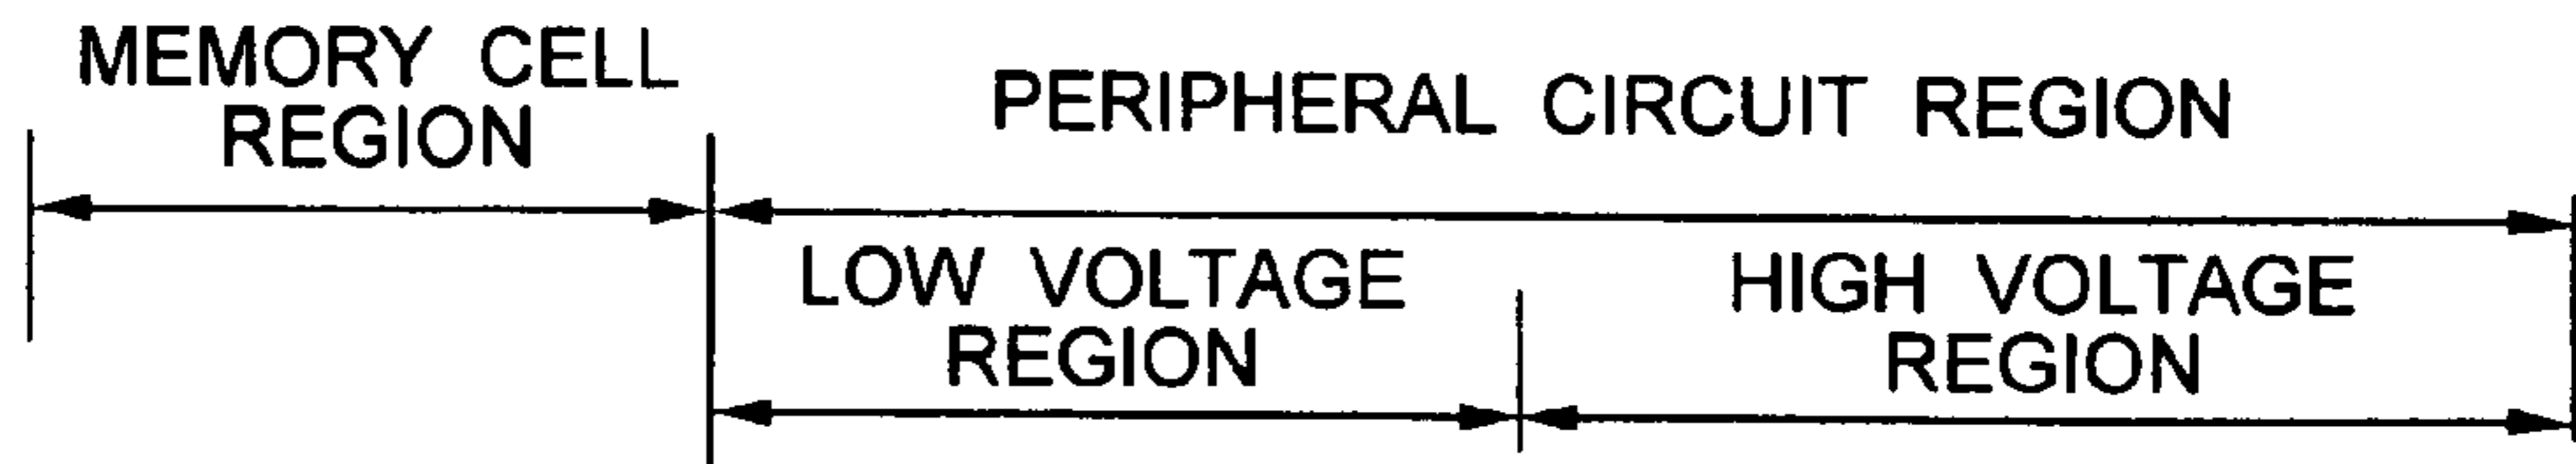 MEMORY CELL
REGION
PERIPHERAL CIRCUIT REGION
LOW VOLTAGE
REGION
HIGH VOLTAGE
REGION